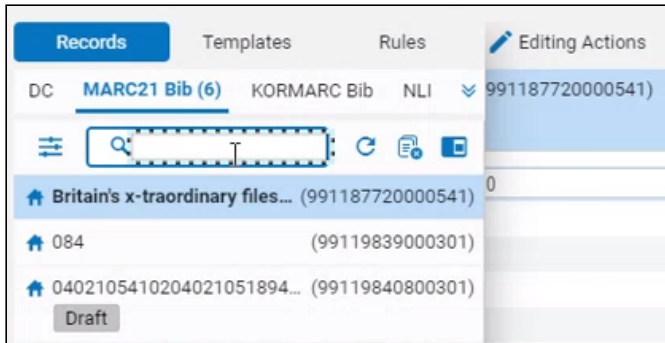 Records Templates Rules Editing Actions
DC MARC21 Bib (6) KORMARC Bib NLI 991187720000541)
Britain's x-traordinary files... (991187720000541) 0
084 (99119839000301)
0402105410204021051894... (99119840800301)
Draft